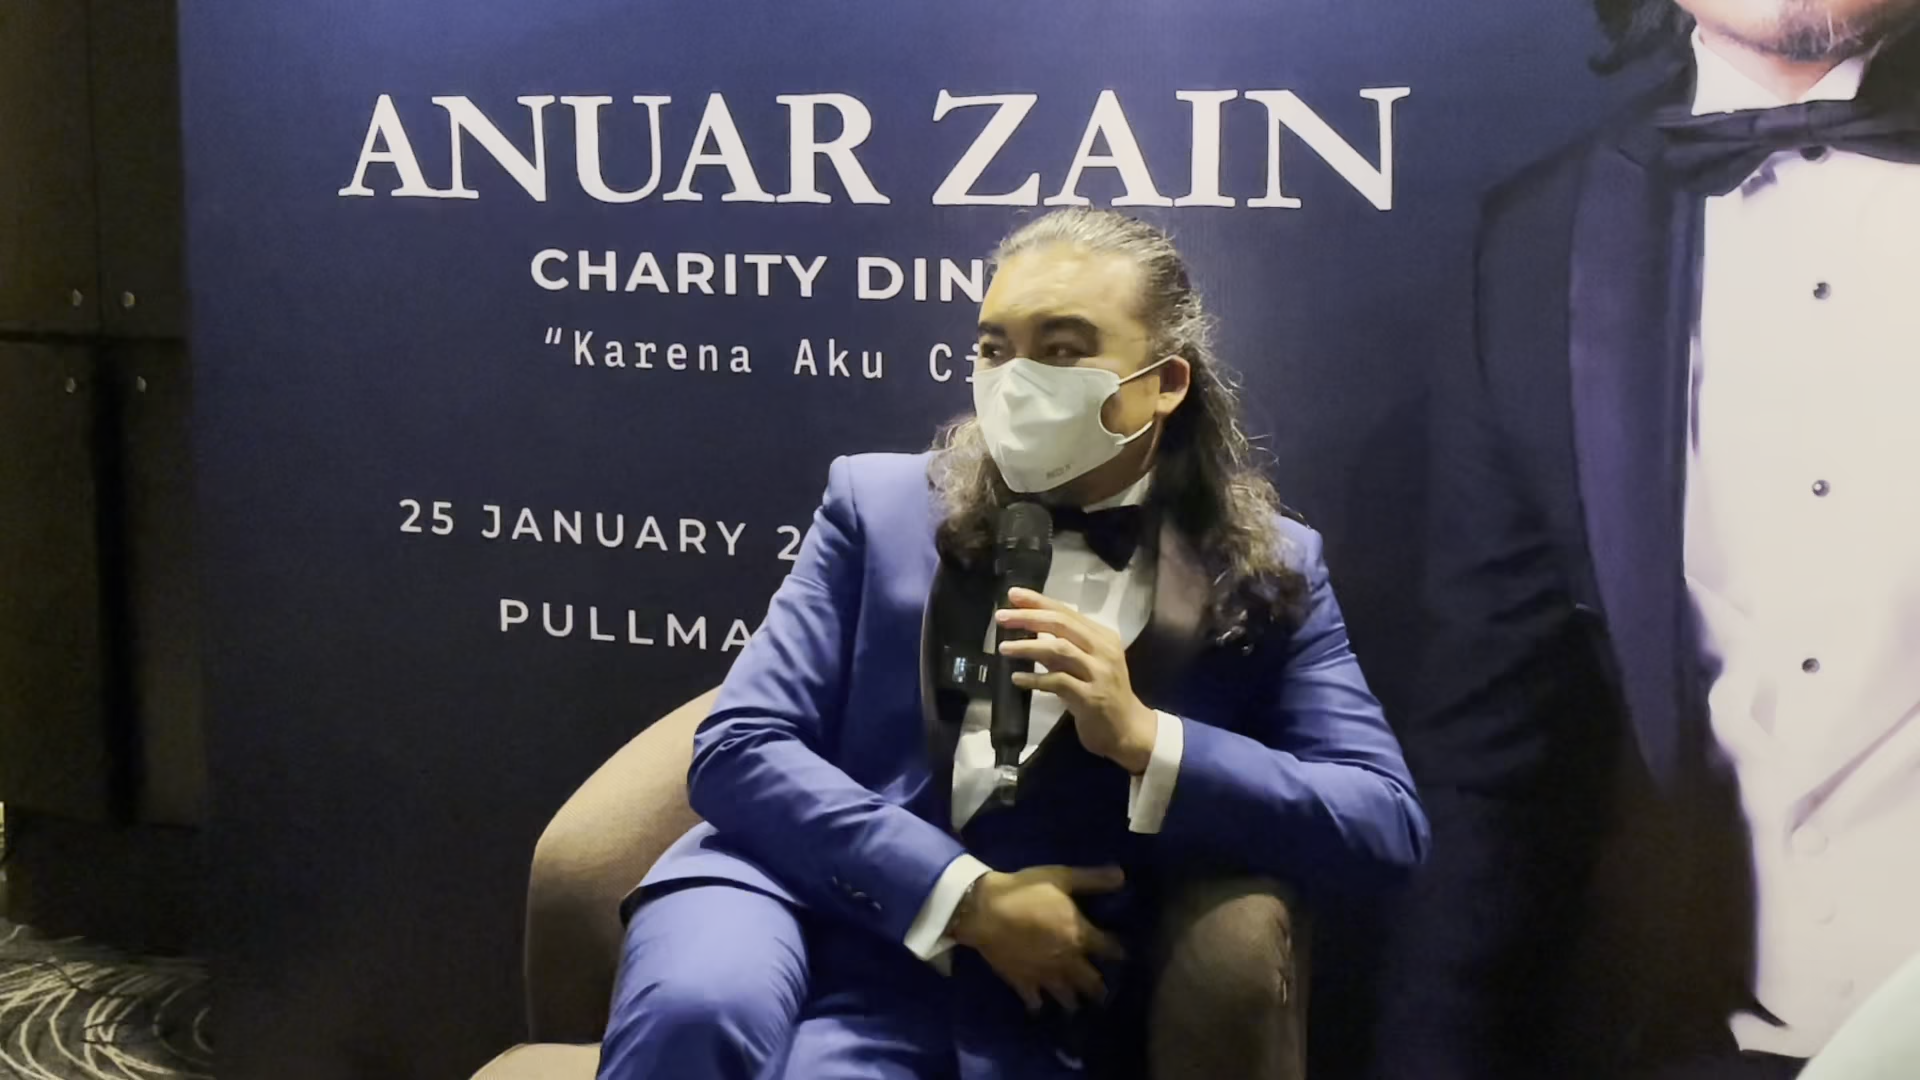 ANUAR ZAIN
CHARITY DIN
"Karena Aku Ci
25 JANUARY 2
PULLMA